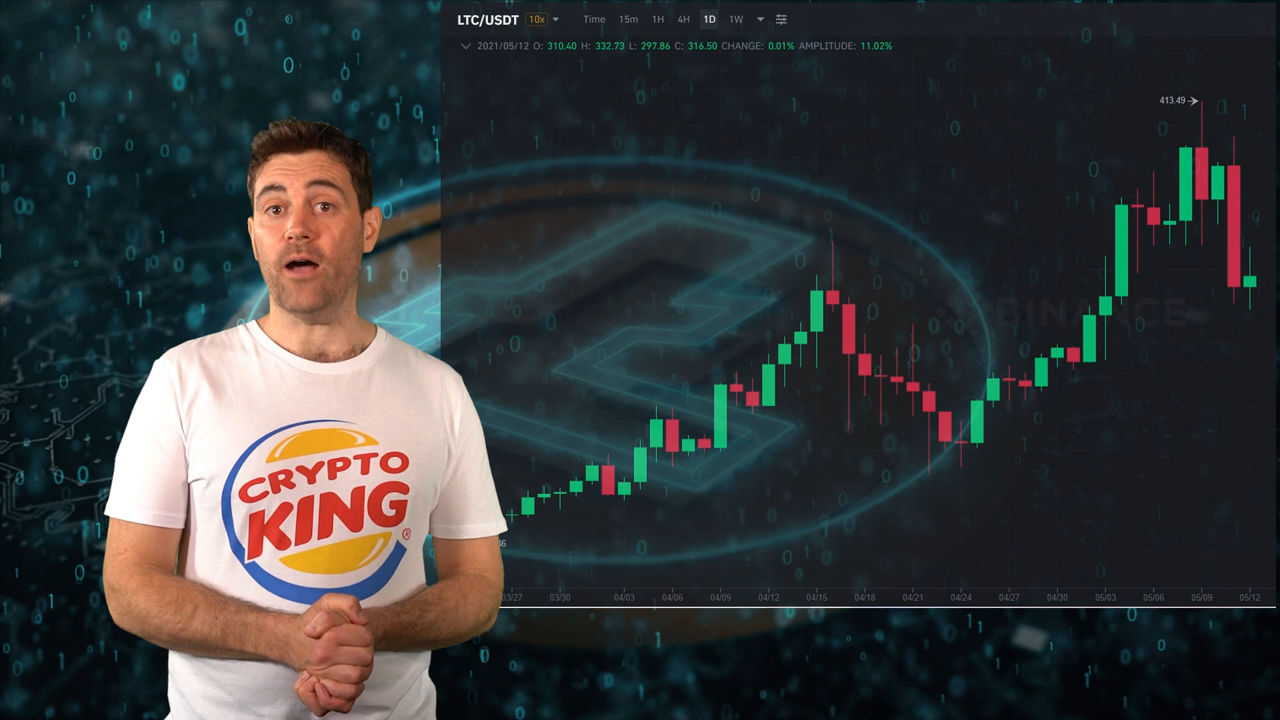 LTC/USDT 10x Time 15m 1H 4H 1D 1W
2021/05/12 O: 310.40 H: 332.73 L: 297.86 C: 316.50 CHANGE: 0.01% AMPLITUDE: 11.02%
413.49
BINANCE
CRYPTO
KING
®
03/27 03/30 04/03 04/06 04/09 04/12 04/15 04/18 04/21 04/24 04/27 04/30 05/03 05/06 05/09 05/12